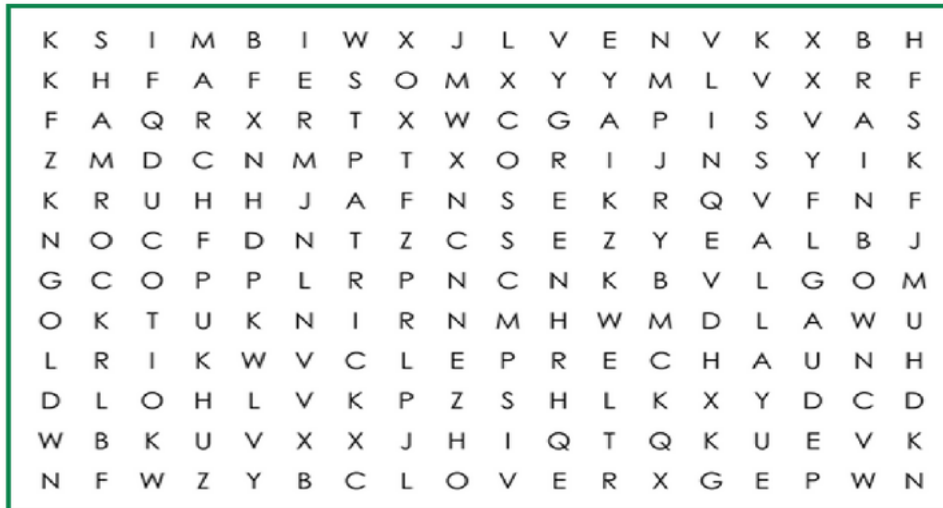 K S I M B I W X J L V E N V K X B H
K H F A F E S O M X Y Y M L V X R F
F A Q R X R T X W C G A P I S V A S
Z M D C N M P T X O R I J N S Y I K
K R U H H J A F N S E K R Q V F N F
N O C F D N T Z C S E Z Y E A L B J
G C O P P L R P N C N K B V L G O M
O K T U K N I R N M H W M D L A W U
L R I K W V C L E P R E C H A U N H
D L O H L V K P Z S H L K X Y D C D
W B K U V X X J H I Q T Q K U E V K
N F W Z Y B C L O V E R X G E P W N